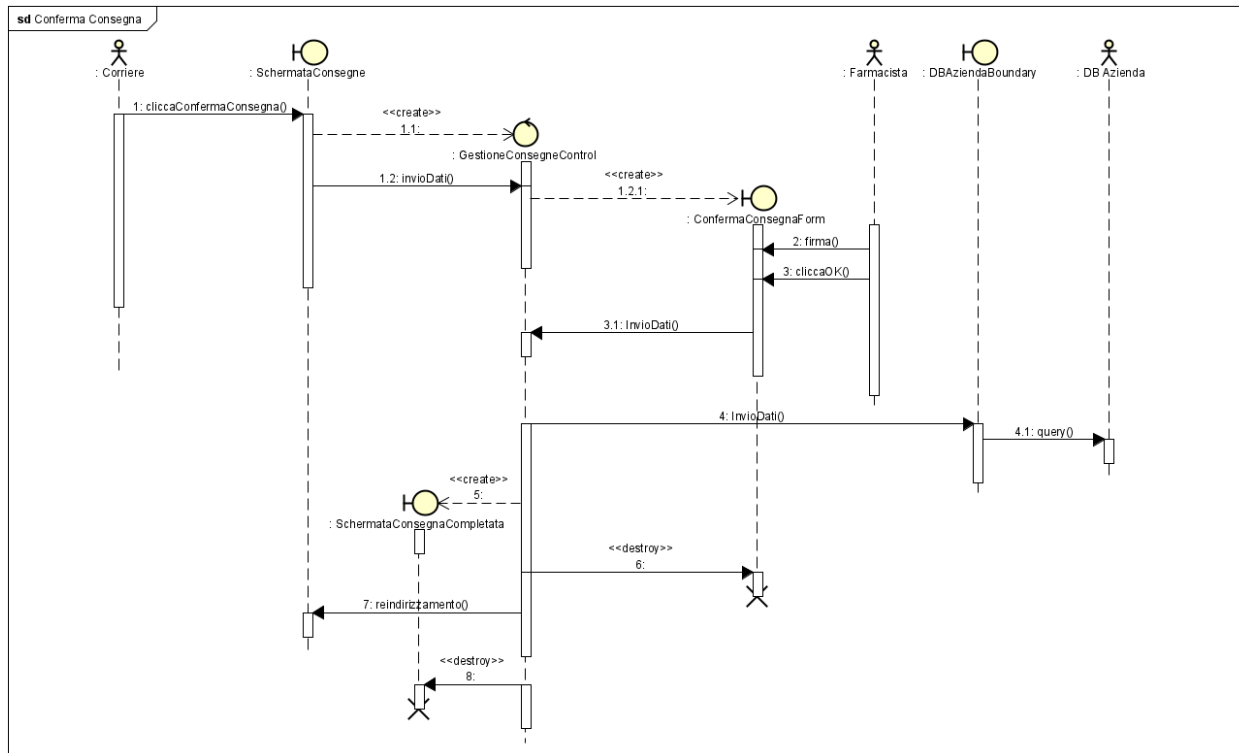 sd Conferma Consegna
: Corriere
: SchermataConsegne
: Farmacista
: DBAziendaBoundary
: DB Azienda
1: cliccaConfermaConsegna()
<<create>>
1.1:
: GestioneConsegneControl
1.2: invioDati()
<<create>>
1.2.1:
: ConfermaConsegnaForm
2: firma()
3: cliccaOK()
3.1: InvioDati()
4: InvioDati()
4.1: query()
<<create>>
5:
: SchermataConsegnaCompletata
<<destroy>>
6:
7: reindirizzamento()
<<destroy>>
8: